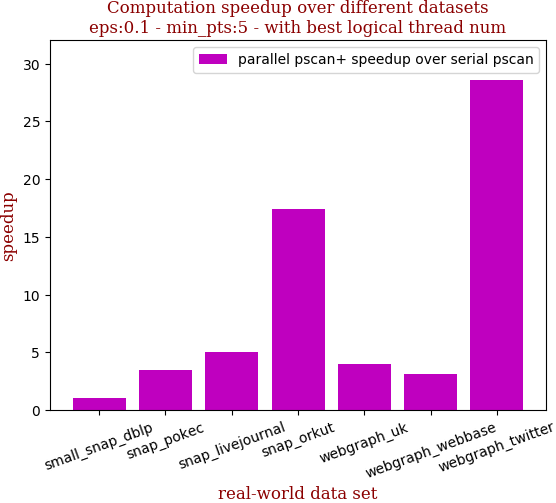 Computation speedup over different datasets
eps:0.1 - min_pts:5 - with best logical thread num
parallel pscan+ speedup over serial pscan
speedup
30
25
20
15
10
5
0
small_snap_dblp
snap_pokec
snap_livejournal
snap_orkut
webgraph_uk
webgraph_webbase
webgraph_twitter
real-world data set